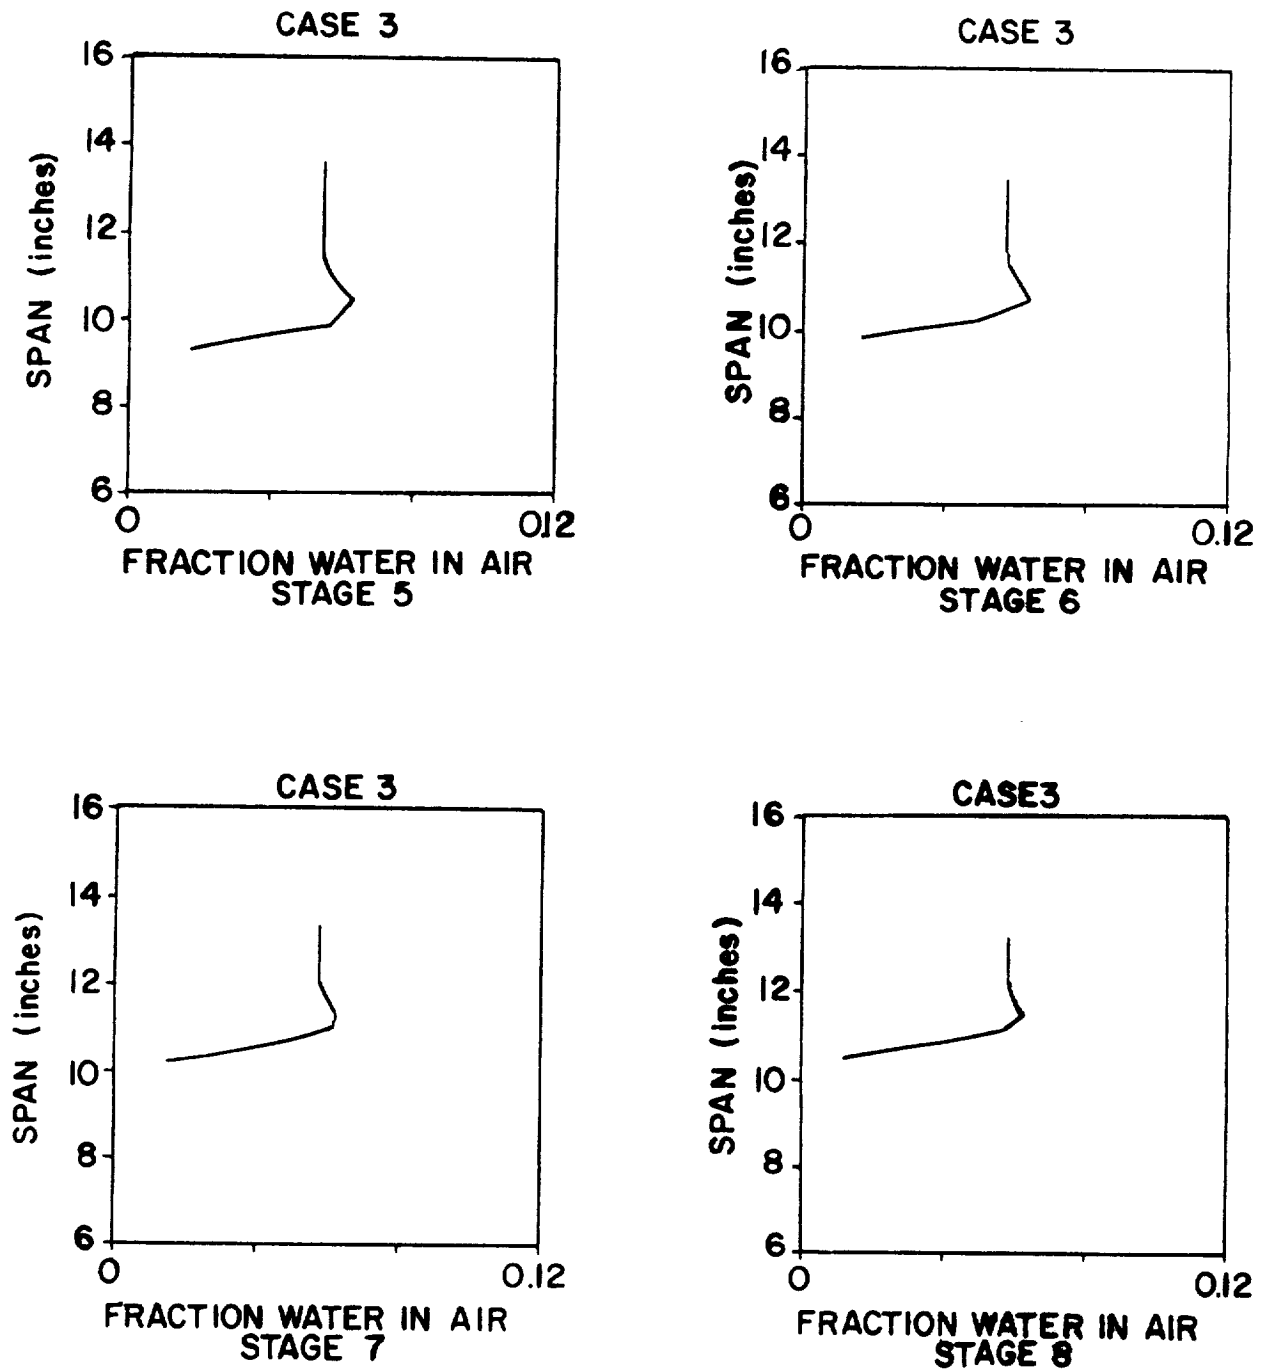 CASE 3
16
14
12
10
8
6
SPAN (inches)
0
0.12
FRACTION WATER IN AIR
STAGE 5
CASE 3
16
14
12
10
8
6
SPAN (inches)
0
0.12
FRACTION WATER IN AIR
STAGE 6
CASE 3
16
14
12
10
8
6
SPAN (inches)
0
0.12
FRACTION WATER IN AIR
STAGE 7
CASE3
16
14
12
10
8
6
SPAN (inches)
0
0.12
FRACTION WATER IN AIR
STAGE 8